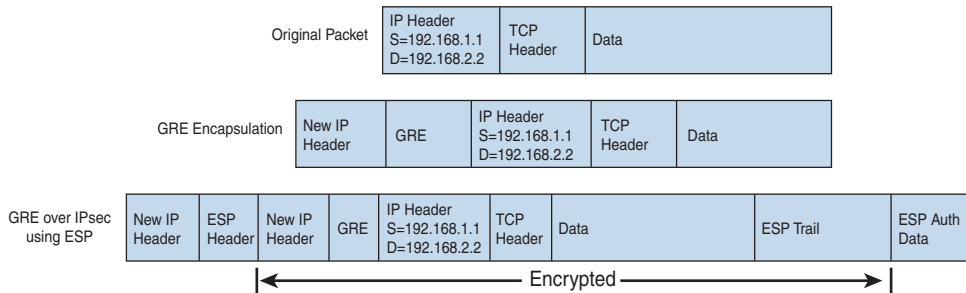 Original Packet
IP Header
S=192.168.1.1
D=192.168.2.2
TCP
Header
Data
GRE Encapsulation
New IP
Header
GRE
IP Header
S=192.168.1.1
D=192.168.2.2
TCP
Header
Data
GRE over IPsec
using ESP
New IP
Header
ESP
Header
New IP
Header
GRE
IP Header
S=192.168.1.1
D=192.168.2.2
TCP
Header
Data
ESP Trail
ESP Auth
Data
Encrypted